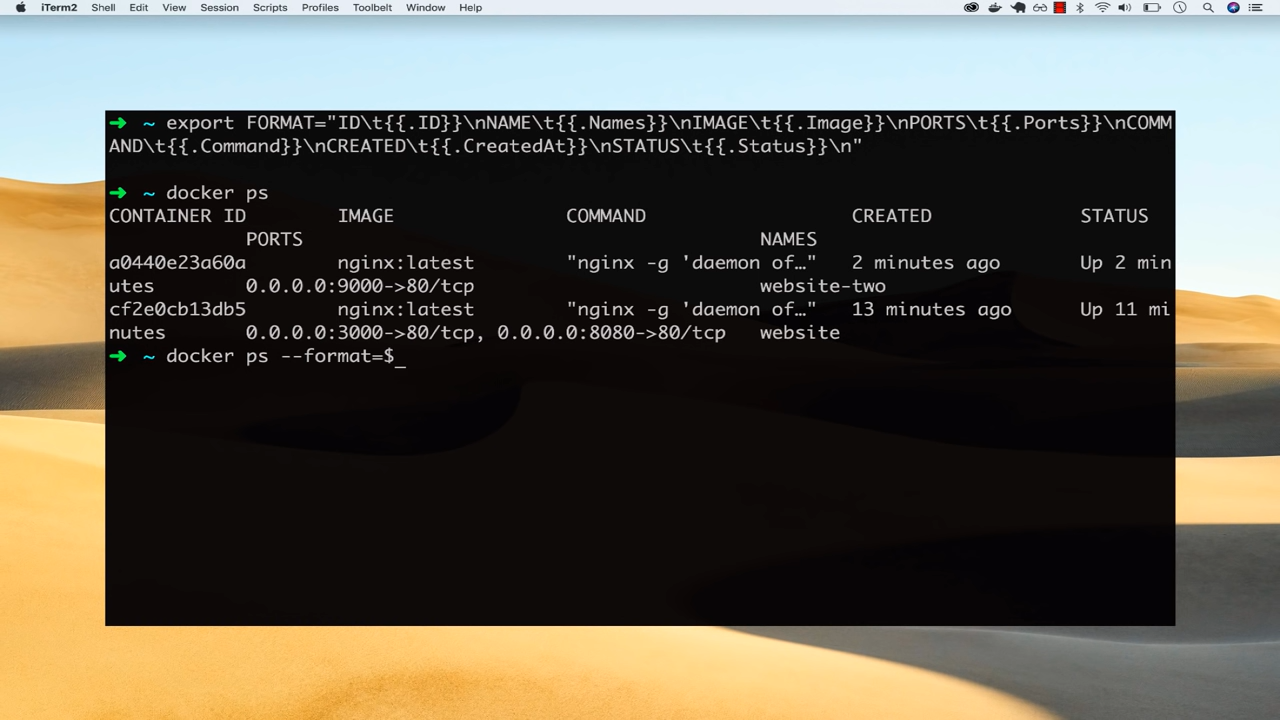 iTerm2 Shell Edit View Session Scripts Profiles Toolbelt Window Help
➜ ~ export FORMAT="ID\t{{.ID}}\nNAME\t{{.Names}}\nIMAGE\t{{.Image}}\nPORTS\t{{.Ports}}\nCOMM
AND\t{{.Command}}\nCREATED\t{{.CreatedAt}}\nSTATUS\t{{.Status}}\n"
➜ ~ docker ps
CONTAINER ID IMAGE COMMAND CREATED STATUS
PORTS NAMES
a0440e23a60a nginx:latest "nginx -g 'daemon of…" 2 minutes ago Up 2 min
utes 0.0.0.0:9000->80/tcp website-two
cf2e0cb13db5 nginx:latest "nginx -g 'daemon of…" 13 minutes ago Up 11 mi
nutes 0.0.0.0:3000->80/tcp, 0.0.0.0:8080->80/tcp website
➜ ~ docker ps --format=$_